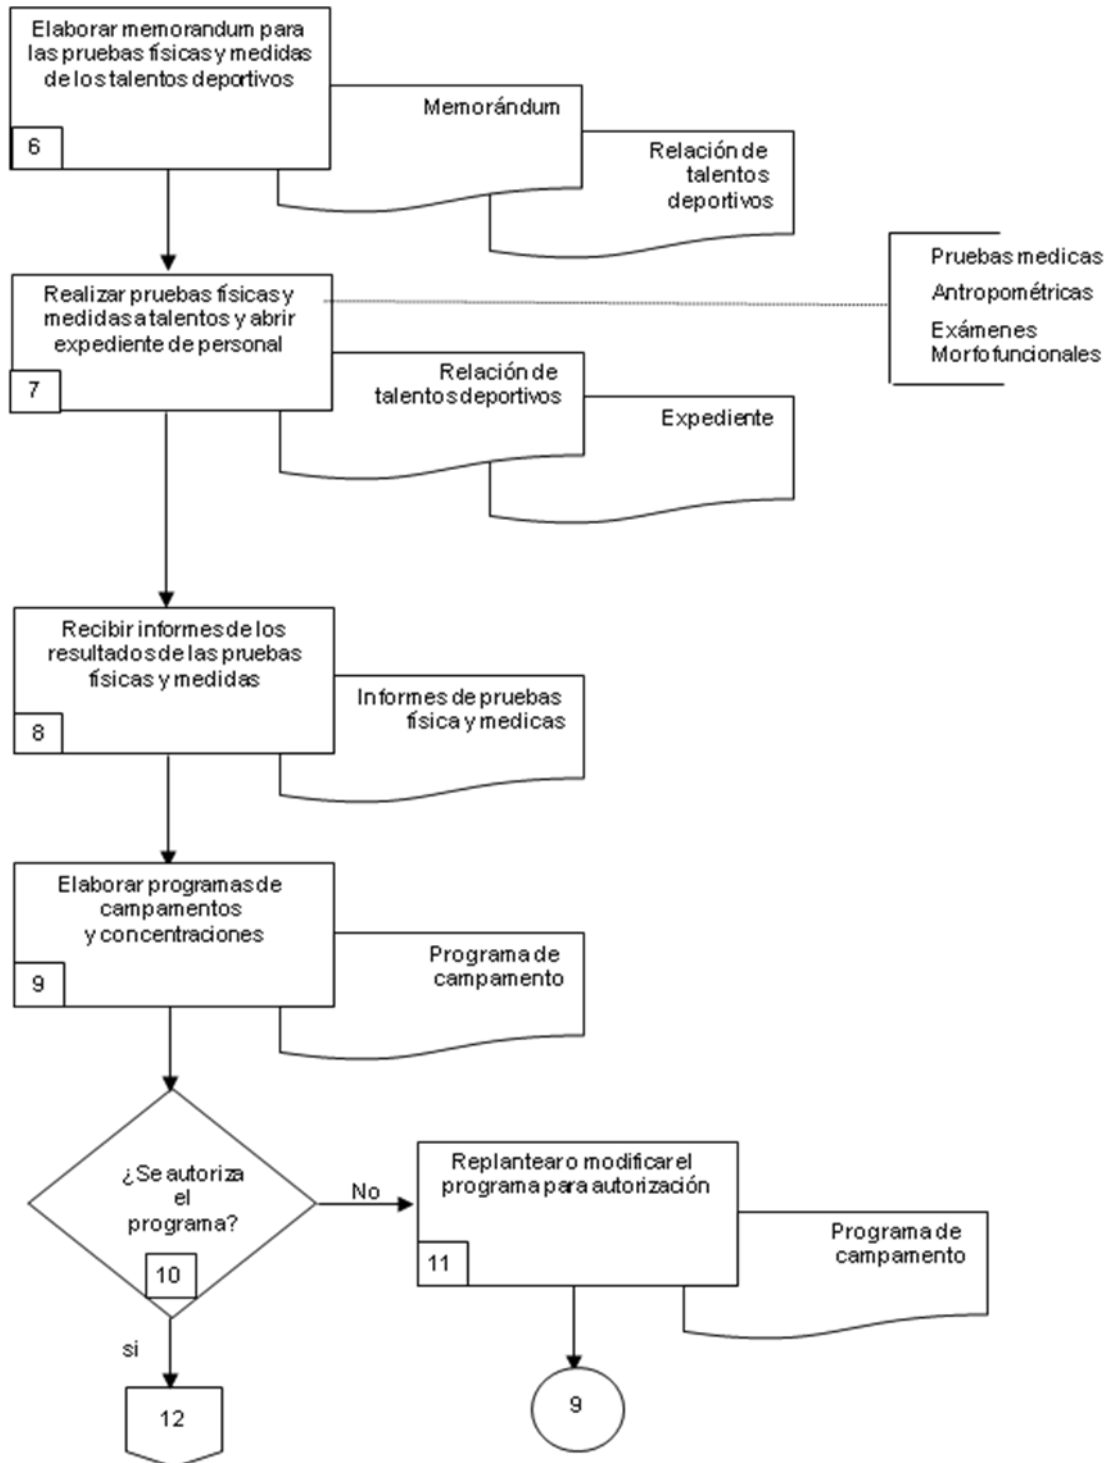 Elaborar memorandum para
las pruebas físicas y medidas
de los talentos deportivos
6
Memorándum
Relación de
talentos
deportivos
Pruebas medicas
Antropométricas
Exámenes
Morfofuncionales
Realizar pruebas físicas y
medidas a talentos y abrir
expediente de personal
7
Relación de
talentos deportivos
Expediente
Recibir informes de los
resultados de las pruebas
físicas y medidas
8
Informes de pruebas
física y medicas
Elaborar programas de
campamentos
y concentraciones
9
Programa de
campamento
¿Se autoriza
el
programa?
10
No
Replantear o modificar el
programa para autorización
11
Programa de
campamento
si
12
9